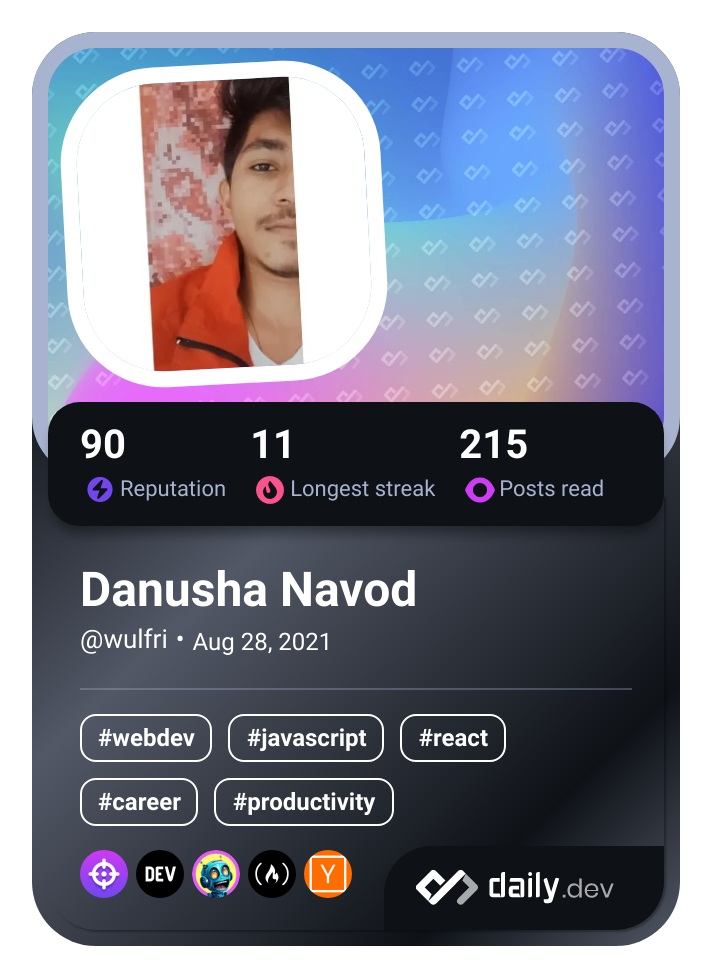 90 11 215
Reputation Longest streak Posts read
Danusha Navod
@wulfri • Aug 28, 2021
#webdev #javascript #react
#career #productivity
DEV Y
daily.dev